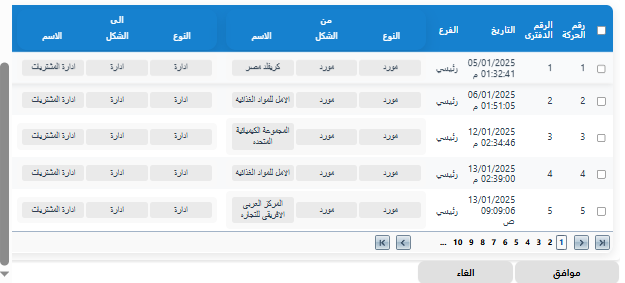 من
الى
رقم الحركة
الرقم الدفترى
التاريخ
الفرع
النوع
الشكل
الاسم
النوع
الشكل
الاسم
1 1 05/01/2025 01:32:41 م رئيسي مورد مورد كريفلد مصر ادارة ادارة ادارة المشتريات
2 2 06/01/2025 01:51:05 م رئيسي مورد مورد الامل للمواد الغذائيه ادارة ادارة ادارة المشتريات
3 3 12/01/2025 02:34:46 م رئيسي مورد مورد المجموعة الكيميائية المتحده ادارة ادارة ادارة المشتريات
4 4 13/01/2025 02:39:00 م رئيسي مورد مورد الامل للمواد الغذائيه ادارة ادارة ادارة المشتريات
5 5 13/01/2025 09:09:06 ص رئيسي مورد مورد المركز العربى الافريقى للتجاره ادارة ادارة ادارة المشتريات
1 2 3 4 5 6 7 8 9 10 ...
موافق
الغاء